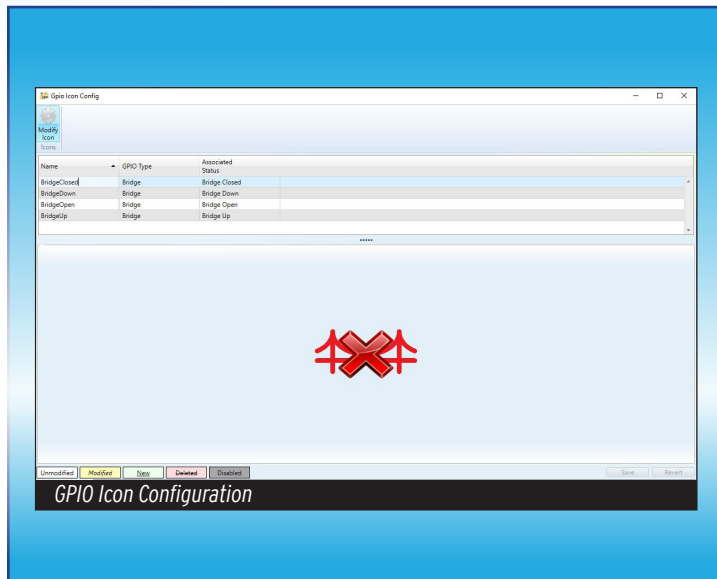 Gpio Icon Config
Modify
Icon
Icons
Name GPIO Type Associated
Status
BridgeClosed Bridge Bridge Closed
BridgeDown Bridge Bridge Down
BridgeOpen Bridge Bridge Open
BridgeUp Bridge Bridge Up
Unmodified Modified New Deleted Disabled Save Revert
GPIO Icon Configuration